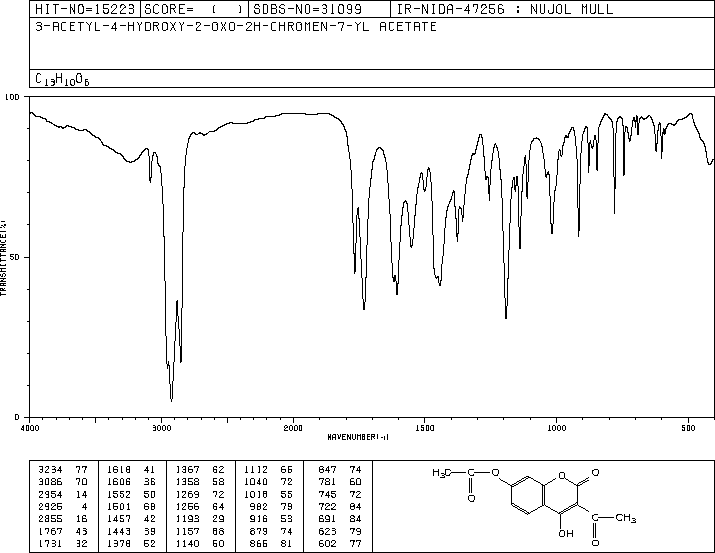 HIT-NO=15223 SCORE= ( ) SDBS-NO=31099 IR-NIDA-47256 : NUJOL MULL
3-ACETYL-4-HYDROXY-2-OXO-2H-CHROMEN-7-YL ACETATE
C13H10O6
100
50
0
TRANSMITTANCE(%)
4000 3000 2000 1500 1000 500
WAVENUMBER(-1)
3234 77 1618 41 1367 62 1112 66 847 74
3086 70 1606 36 1358 58 1040 72 781 60
2954 14 1552 50 1269 72 1018 55 745 72
2925 4 1501 68 1256 64 982 79 722 84
2855 16 1457 42 1193 29 916 53 691 84
1767 43 1443 39 1157 68 879 74 623 79
1731 32 1378 52 1140 50 866 81 602 77
H3C C O O O
O
C CH3
OH O